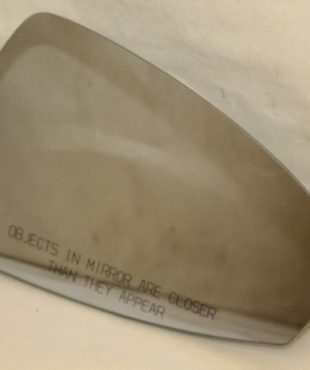 OBJECTS IN MIRROR ARE CLOSER
THAN THEY APPEAR